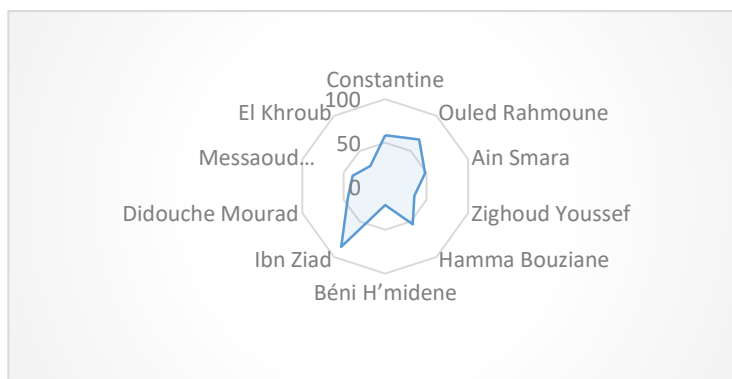 Constantine
100
El Khroub
Ouled Rahmoune
50
Messaoud...
Ain Smara
0
Didouche Mourad
Zighoud Youssef
Ibn Ziad
Hamma Bouziane
Béni H’midene